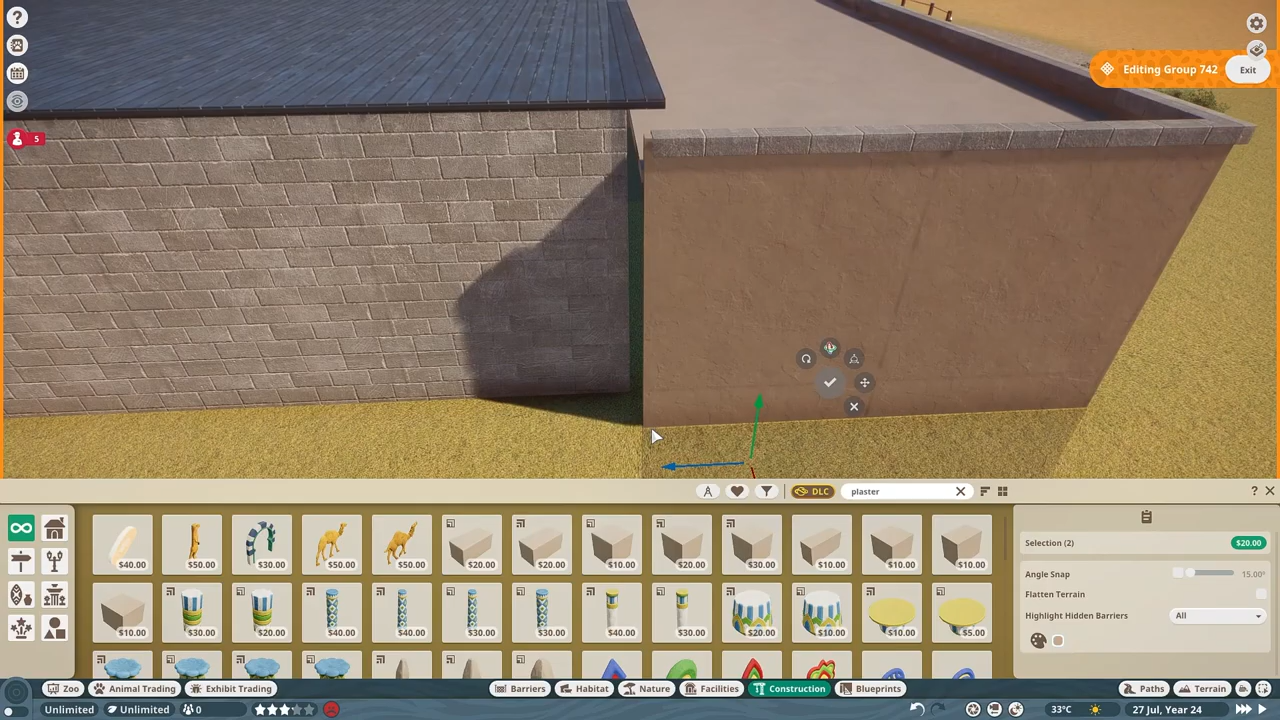 ?
Editing Group 742
Exit
5
DLC
plaster
?
$40.00
$50.00
$30.00
$50.00
$50.00
$20.00
$20.00
$10.00
$20.00
$30.00
$10.00
$10.00
$10.00
$10.00
$30.00
$20.00
$40.00
$40.00
$30.00
$50.00
$40.00
$30.00
$20.00
$10.00
$10.00
$5.00
Selection (2)
$20.00
Angle Snap
15.00°
Flatten Terrain
Highlight Hidden Barriers
All
Zoo
Animal Trading
Exhibit Trading
Barriers
Habitat
Nature
Facilities
Construction
Blueprints
Paths
Terrain
Unlimited
Unlimited
0
33°C
27 Jul, Year 24